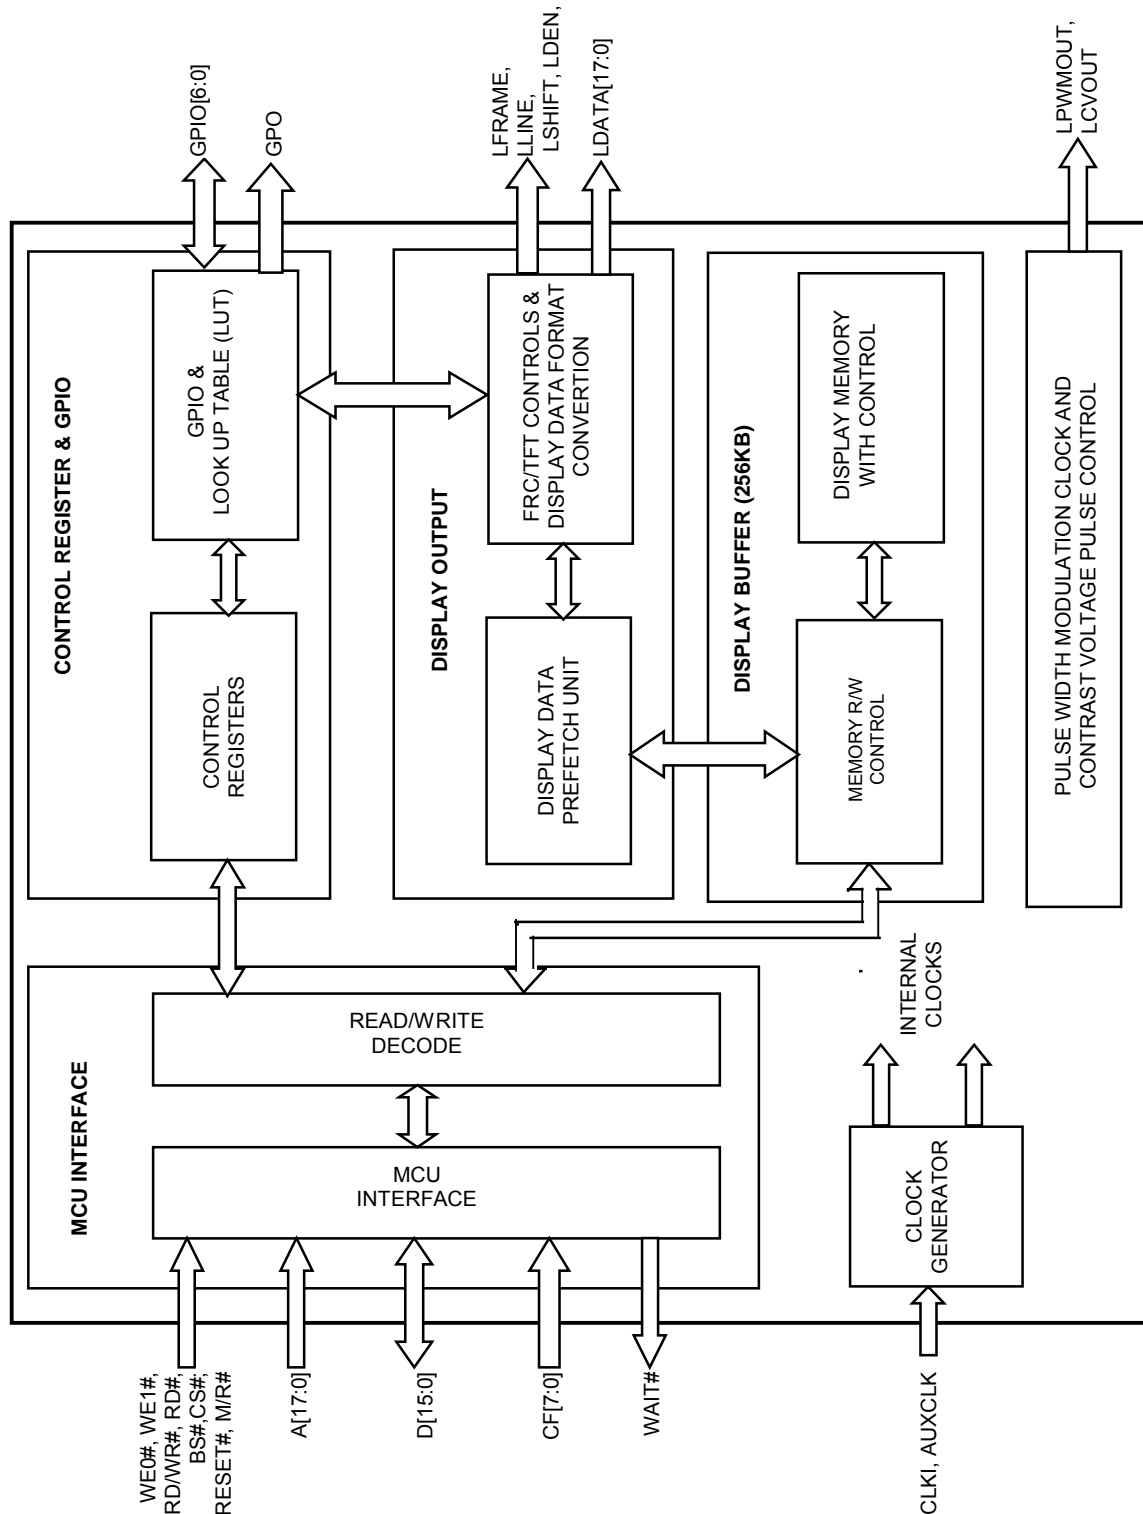 WE0#, WE1#,
RD/WR#, RD#,
BS#,CS#,
RESET#, M/R#
A[17:0]
D[15:0]
CF[7:0]
WAIT#
CLKI, AUXCLK
MCU INTERFACE
MCU
INTERFACE
READ/WRITE
DECODE
CLOCK
GENERATOR
INTERNAL
CLOCKS
CONTROL REGISTER & GPIO
CONTROL
REGISTERS
GPIO &
LOOK UP TABLE (LUT)
DISPLAY OUTPUT
DISPLAY DATA
PREFETCH UNIT
FRC/TFT CONTROLS &
DISPLAY DATA FORMAT
CONVERTION
DISPLAY BUFFER (256KB)
MEMORY R/W
CONTROL
DISPLAY MEMORY
WITH CONTROL
PULSE WIDTH MODULATION CLOCK AND
CONTRAST VOLTAGE PULSE CONTROL
GPIO[6:0]
GPO
LFRAME,
LLINE,
LSHIFT, LDEN,
LDATA[17:0]
LPWMOUT,
LCVOUT